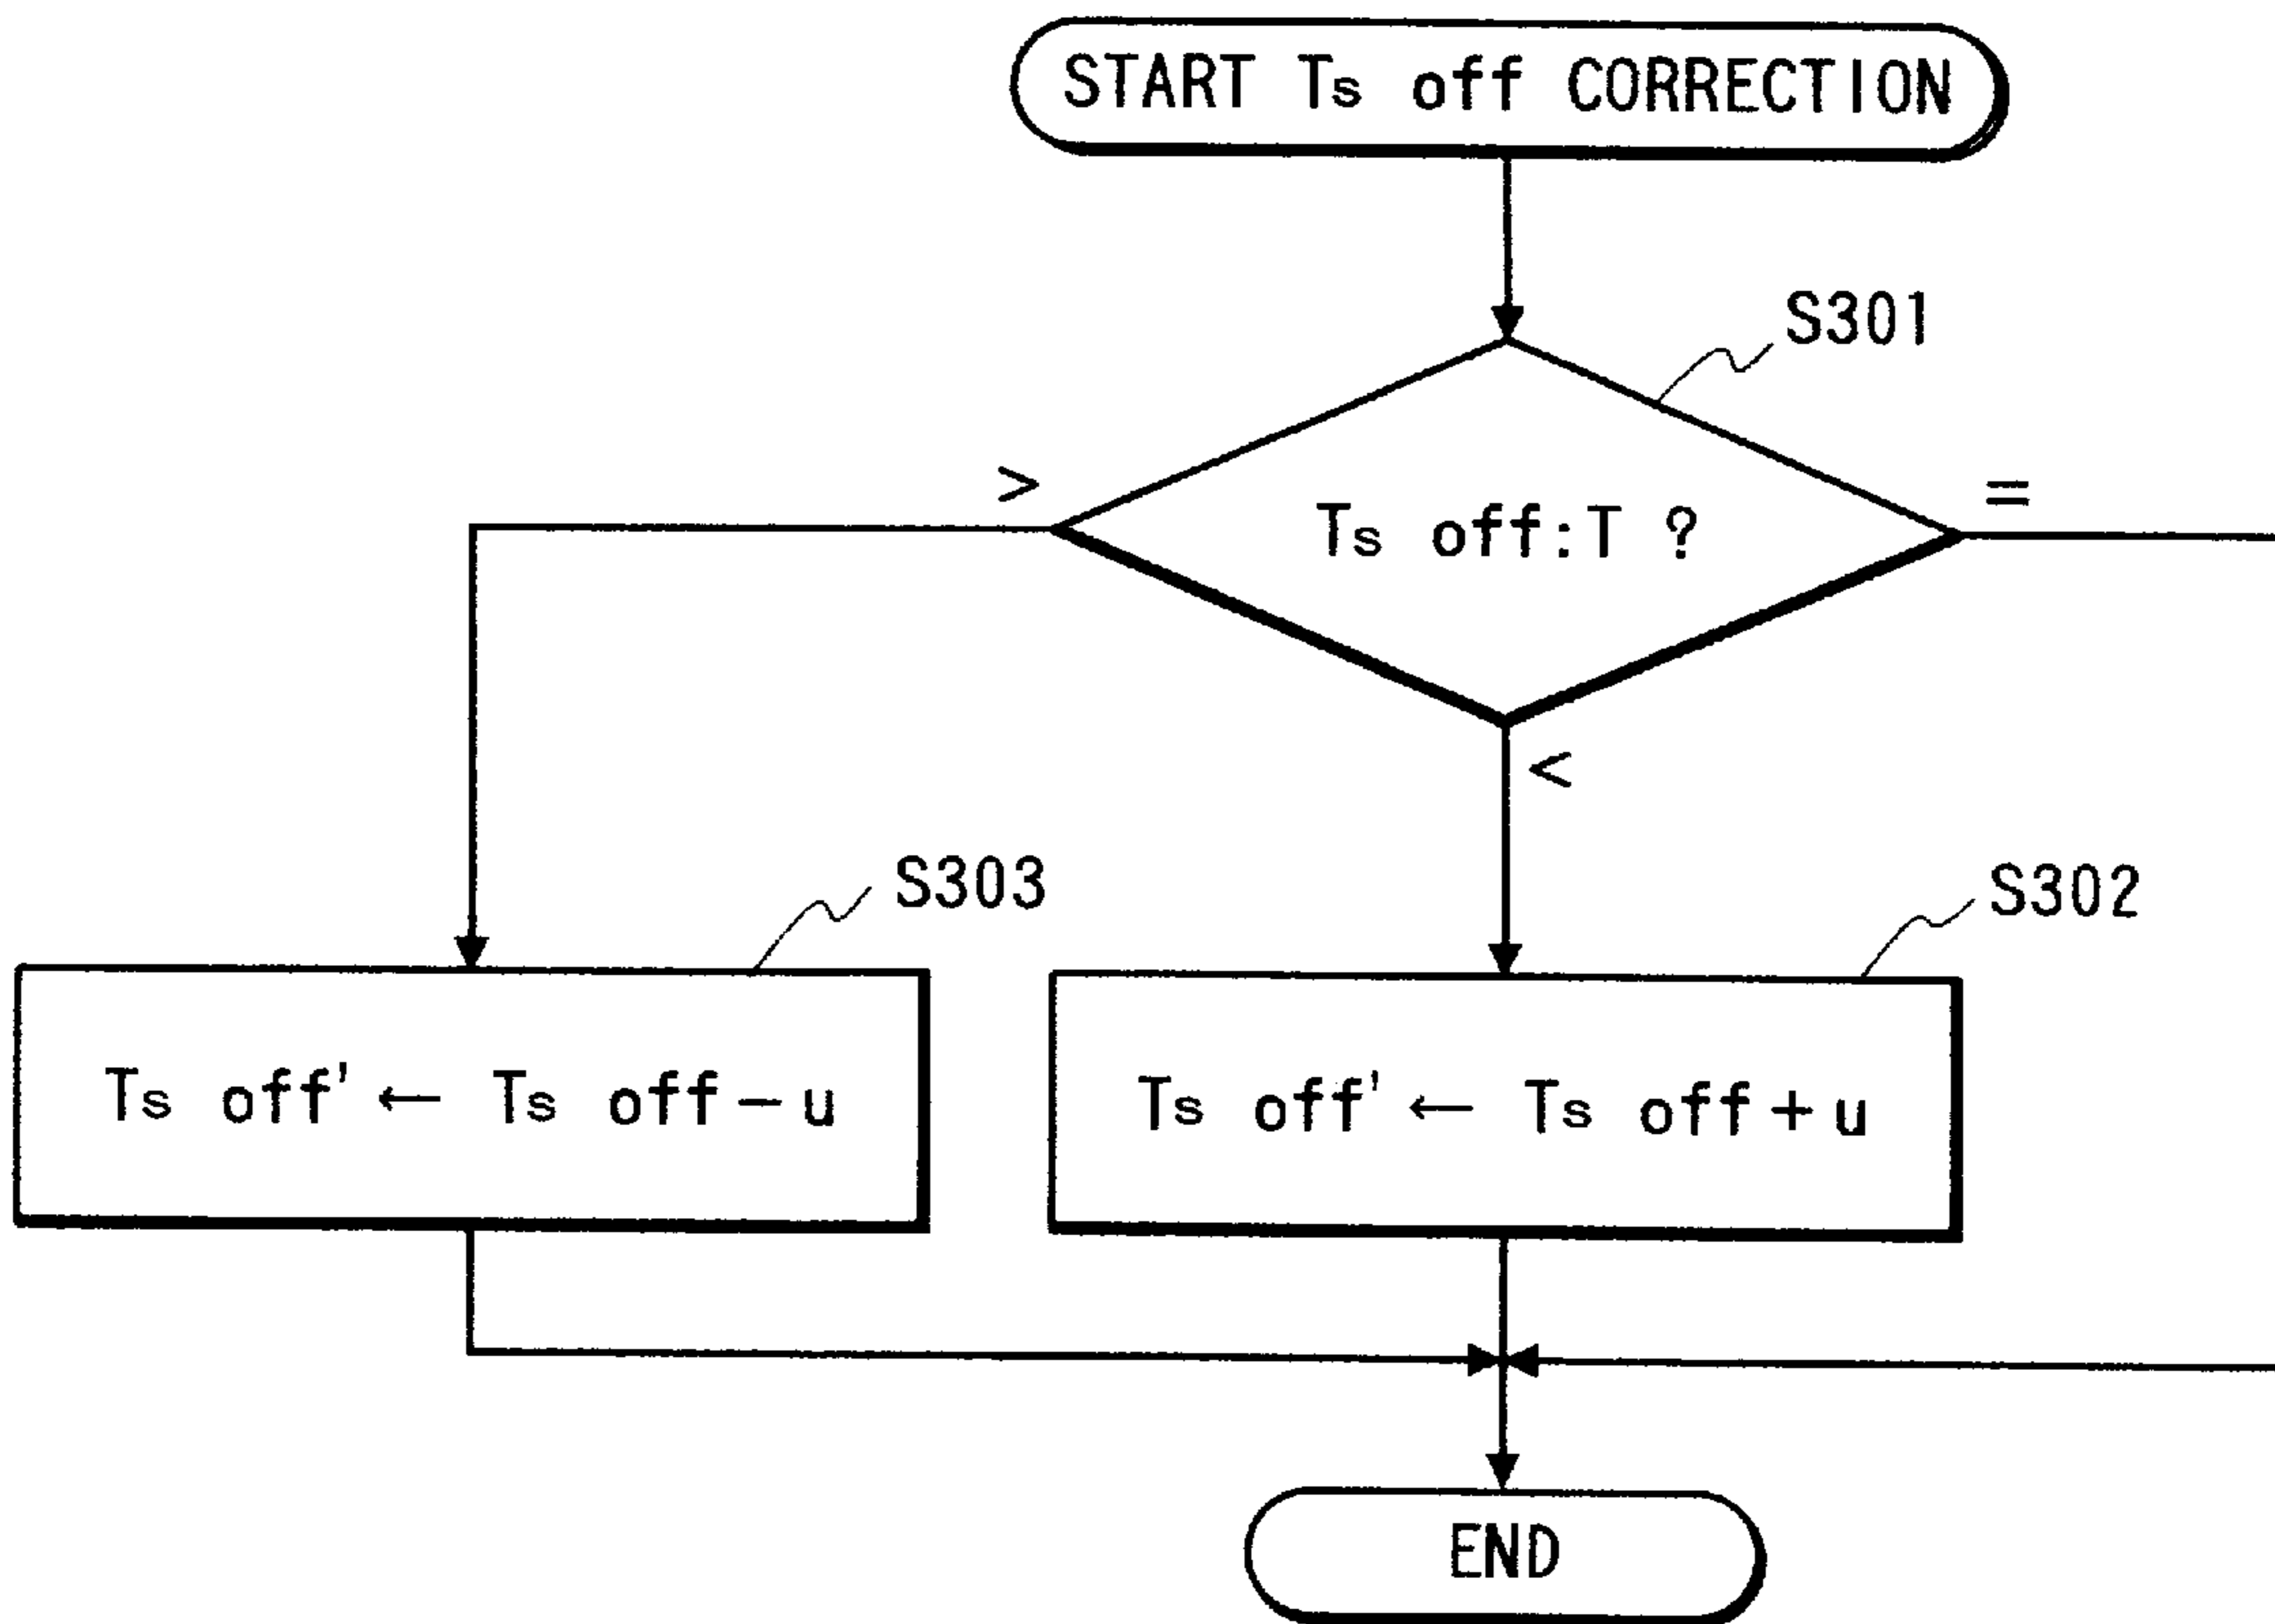 START Ts off CORRECTION
S301
>
=
Ts off:T ?
<
S303
S302
Ts off' ← Ts off－u
Ts off' ← Ts off＋u
END